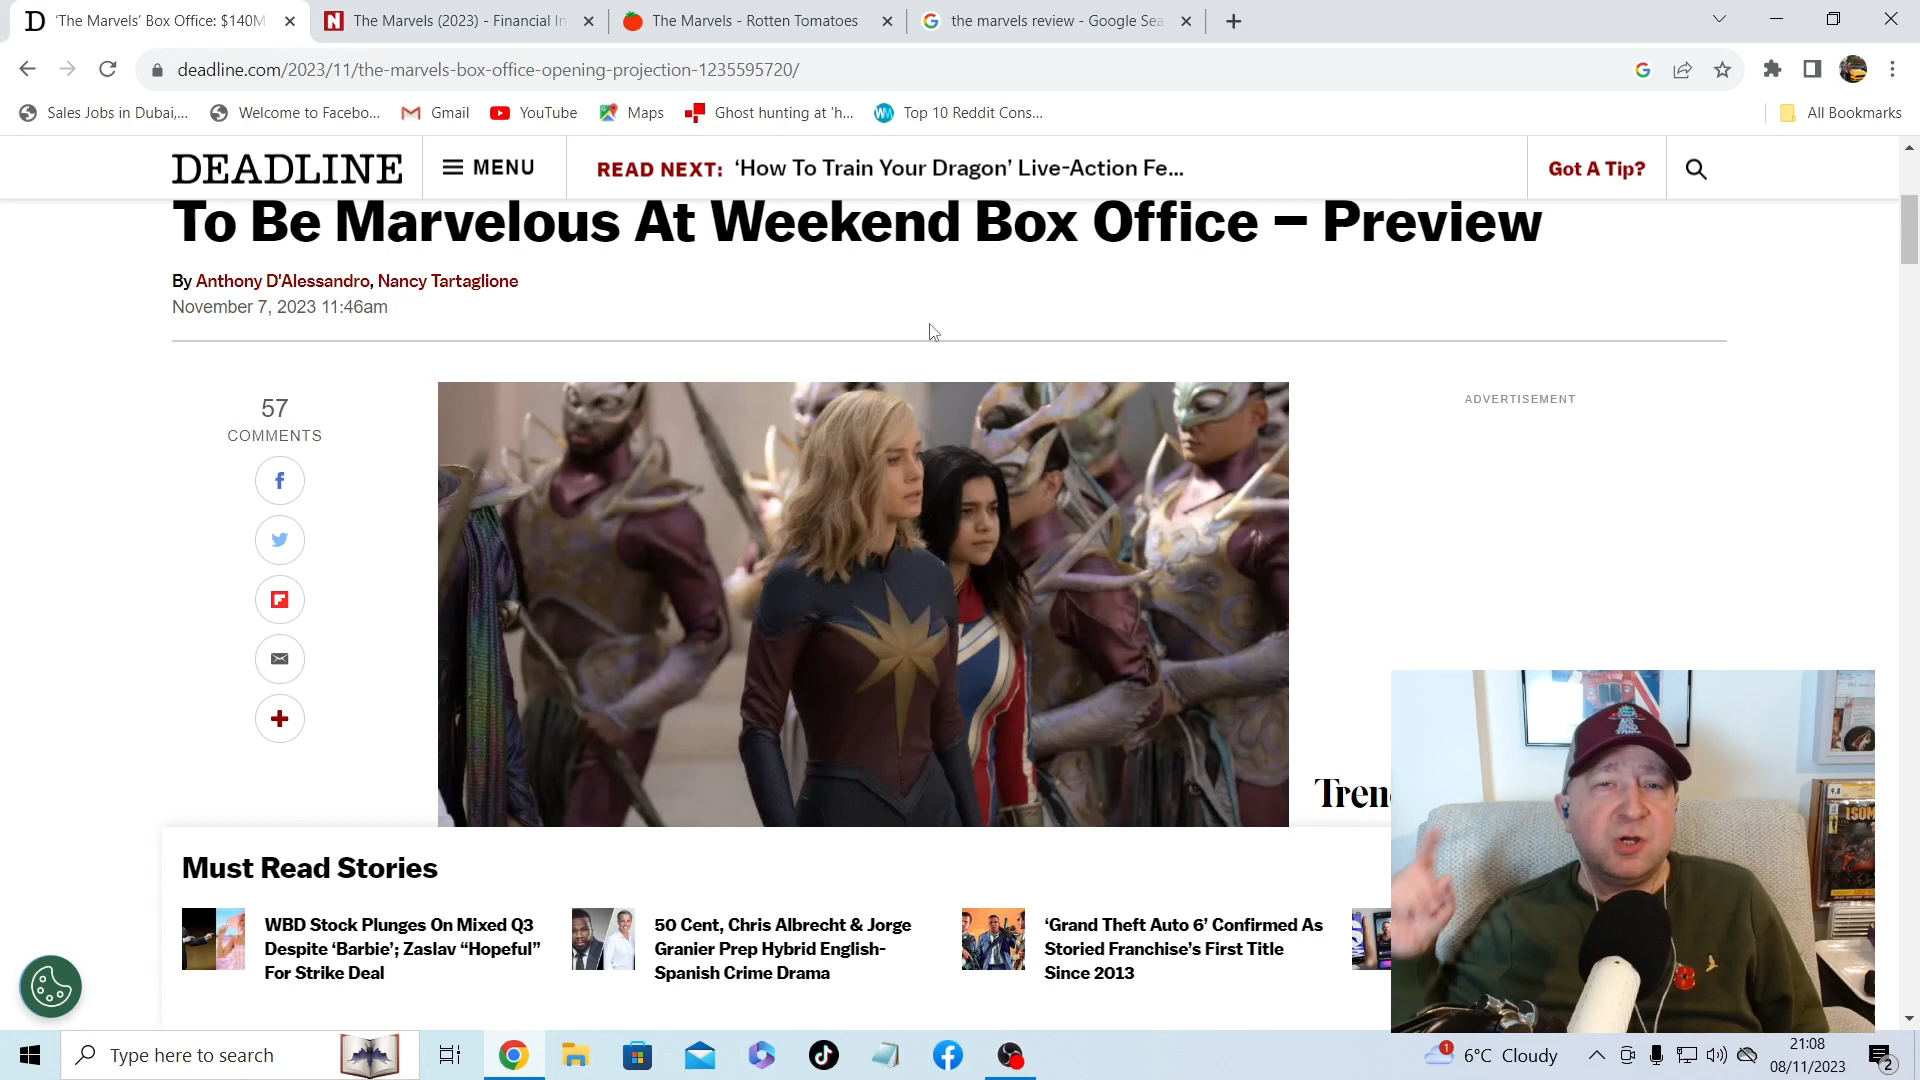 'The Marvels' Box Office: $140M
The Marvels (2023) - Financial In
The Marvels - Rotten Tomatoes
the marvels review - Google Sea
deadline.com/2023/11/the-marvels-box-office-opening-projection-1235595720/
Sales Jobs in Dubai,...
Welcome to Facebo...
Gmail
YouTube
Maps
Ghost hunting at 'h...
Top 10 Reddit Cons...
All Bookmarks
DEADLINE
MENU
READ NEXT: ‘How To Train Your Dragon’ Live-Action Fe...
Got A Tip?
To Be Marvelous At Weekend Box Office – Preview
By Anthony D'Alessandro, Nancy Tartaglione
November 7, 2023 11:46am
57
COMMENTS
ADVERTISEMENT
Tren
Must Read Stories
WBD Stock Plunges On Mixed Q3
Despite ‘Barbie’; Zaslav “Hopeful”
For Strike Deal
50 Cent, Chris Albrecht & Jorge
Granier Prep Hybrid English-
Spanish Crime Drama
‘Grand Theft Auto 6’ Confirmed As
Storied Franchise’s First Title
Since 2013
9.8
ISOM
Type here to search
1
6°C Cloudy
21:08
08/11/2023
2